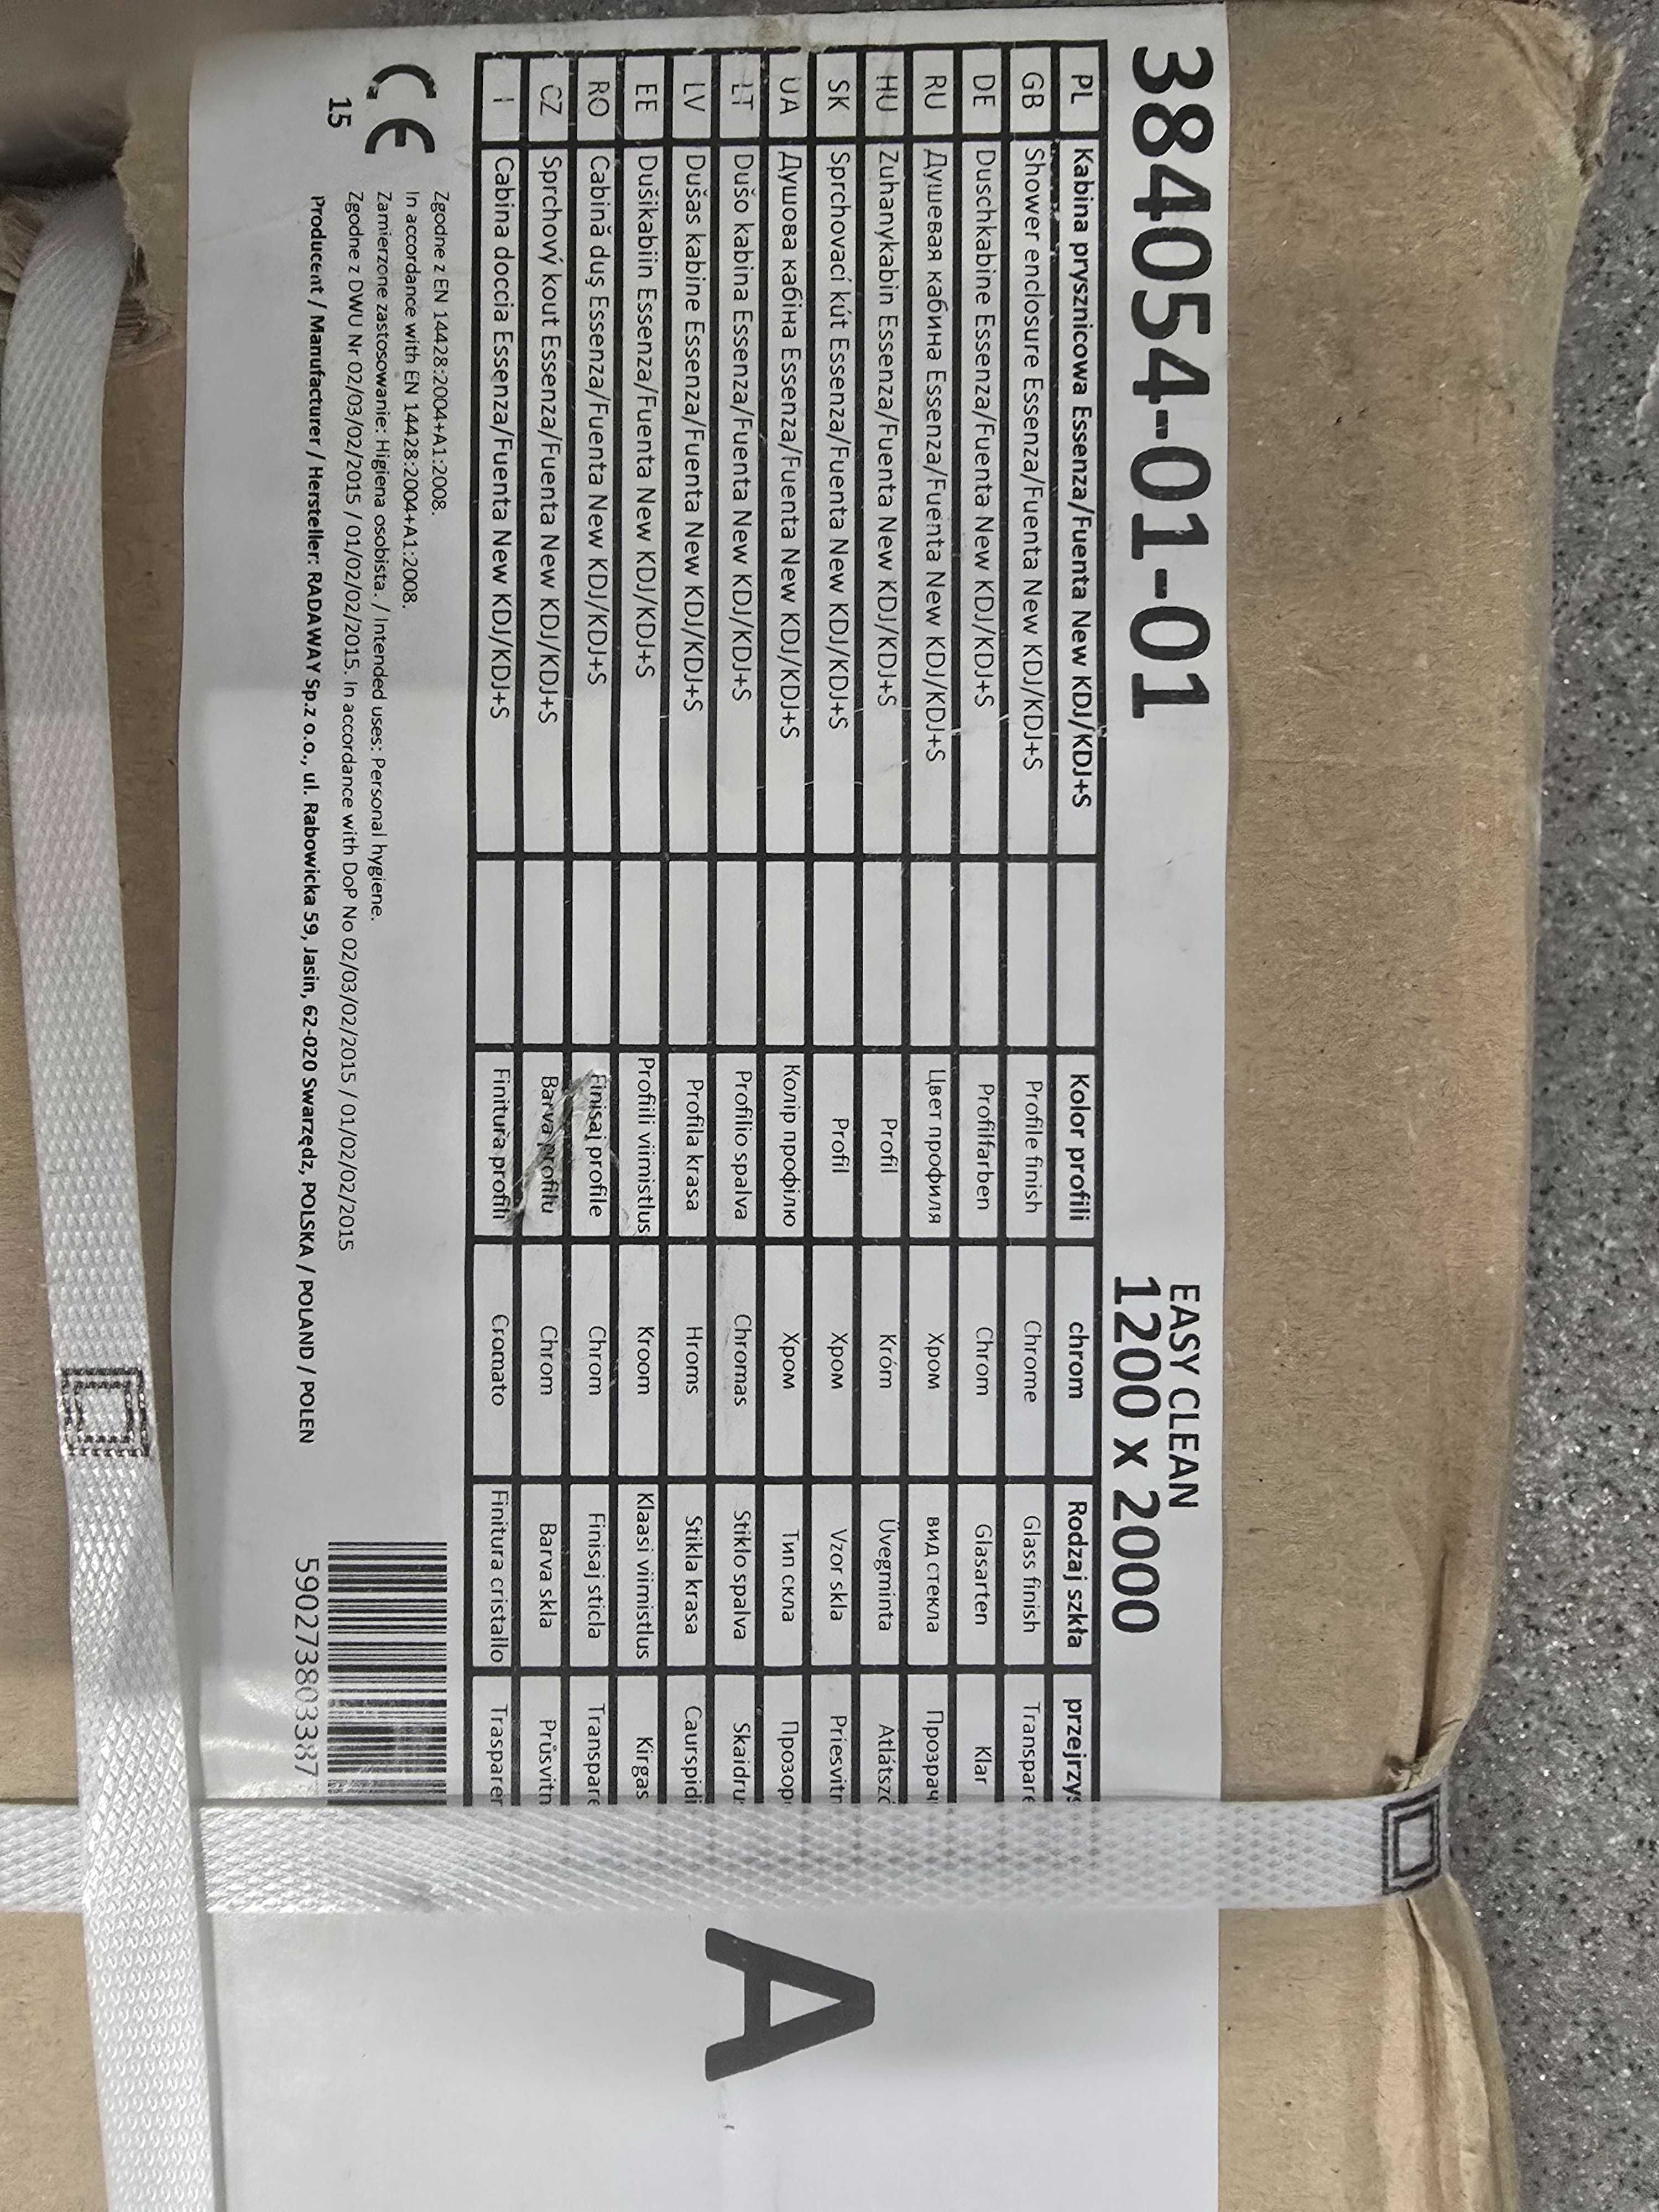 384054-01-01
EASY CLEAN
1200 x 2000
PL Kabina prysznicowa Essenza/Fuenta New KDJ/KDJ+S Kolor profili chrom Rodzaj szkła
GB Shower enclosure Essenza/Fuenta New KDJ/KDJ+S Profile finish Chrome Glass finish
DE Duschkabine Essenza/Fuenta New KDJ/KDJ+S Profilfarben Chrom Glasarten Klar
RU Душевая кабина Essenza/Fuenta New KDJ/KDJ+S Цвет профиля Хром вид стекла
HU Zuhanykabin Essenza/Fuenta New KDJ/KDJ+S Profil Króm Üvegminta
SK Sprchovací kút Essenza/Fuenta New KDJ/KDJ+S Profil Хром Vzor skla
UA Душова кабіна Essenza/Fuenta New KDJ/KDJ+S Колір профілю Хром Тип скла
LT Dušo kabina Essenza/Fuenta New KDJ/KDJ+S Profilio spalva Chromas Stiklo spalva
LV Dušas kabine Essenza/Fuenta New KDJ/KDJ+S Profila krasa Hroms Stikla krasa
EE Dušikabiin Essenza/Fuenta New KDJ/KDJ+S Profiili viimistlus Kroom Klaasi viimistlus Kirgas
RO Cabină duş Essenza/Fuenta New KDJ/KDJ+S Finisaj profile Chrom Finisaj sticla
CZ Sprchový kout Essenza/Fuenta New KDJ/KDJ+S Barva profilu Chrom Barva skla
I Cabina doccia Essenza/Fuenta New KDJ/KDJ+S Finitura profili Cromato Finitura cristallo
A
CE
15
Zgodne z EN 14428:2004+A1:2008.
In accordance with EN 14428:2004+A1:2008.
Zamierzone zastosowanie: Higiena osobista. / Intended uses: Personal hygiene.
Zgodne z DWU Nr 02/03/02/2015 / 01/02/02/2015. In accordance with DoP No 02/03/02/2015 / 01/02/02/2015
Producent / Manufacturer / Hersteller: RADAWAY Sp.z o.o., ul. Rabowicka 59, Jasin, 62-020 Swarzędz, POLSKA / POLAND / POLEN
5902738033387